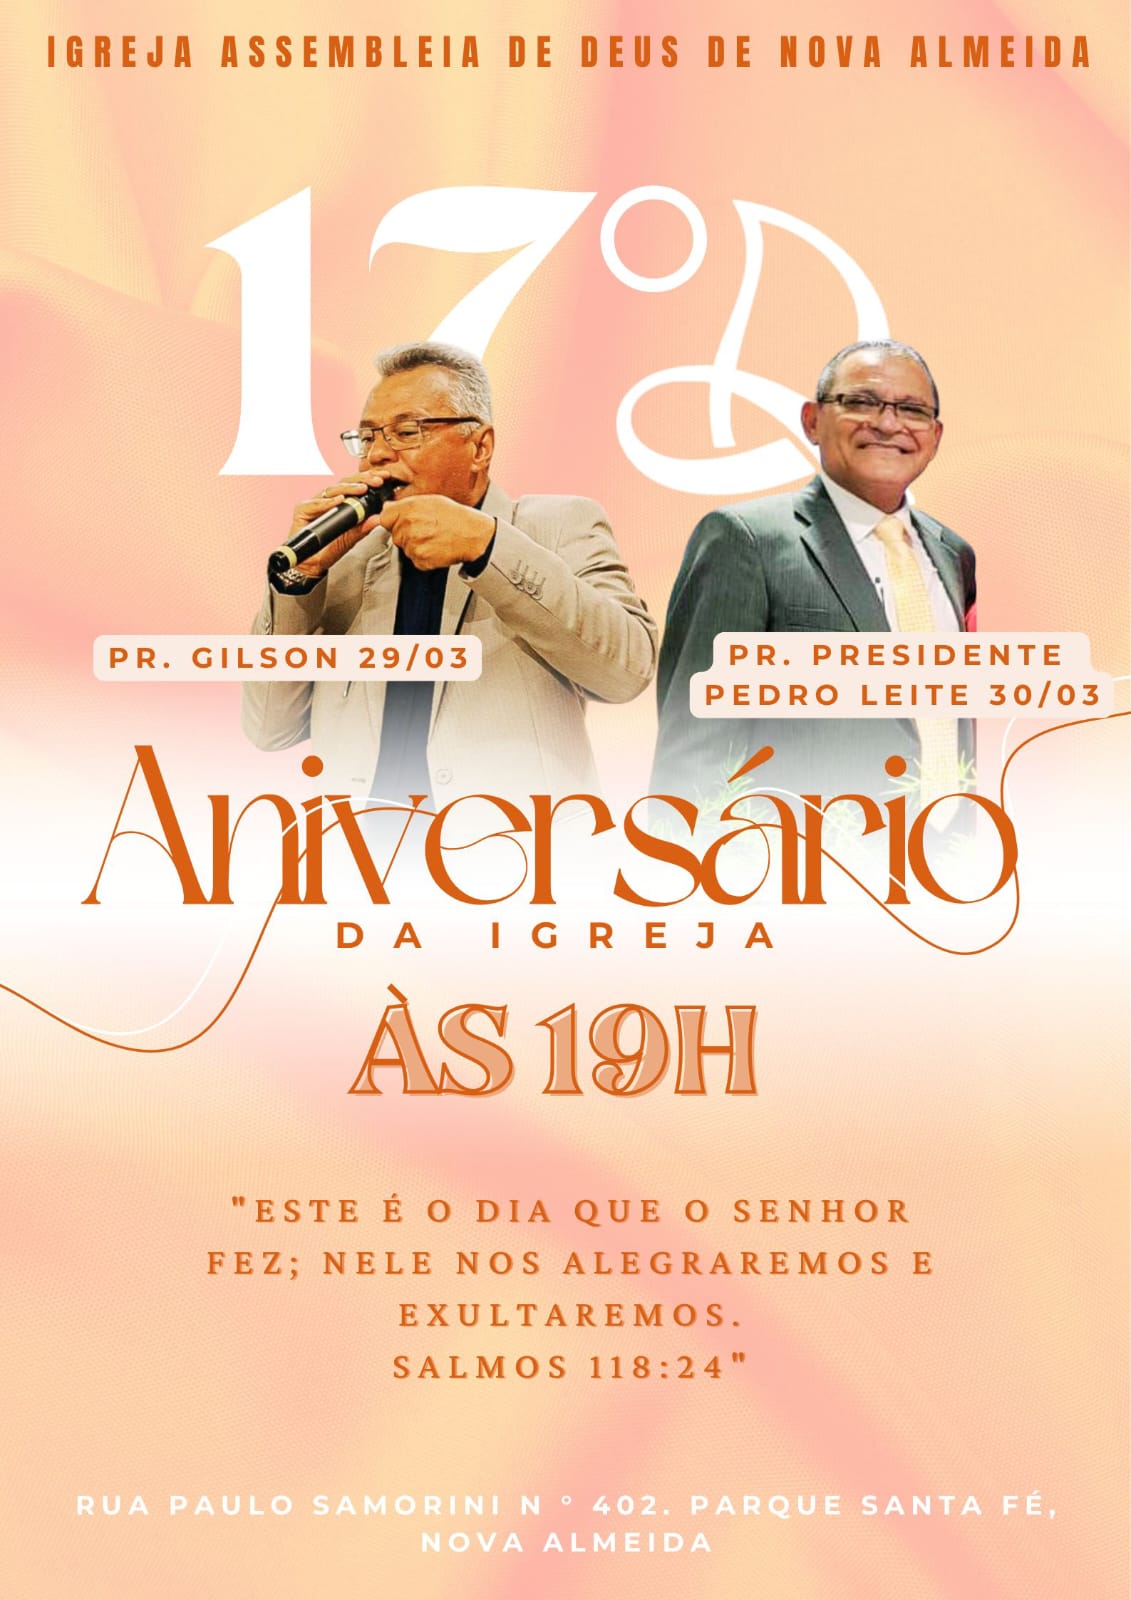 IGREJA ASSEMBLEIA DE DEUS DE NOVA ALMEIDA
17°D
PR. GILSON 29/03
PR. PRESIDENTE
PEDRO LEITE 30/03
Aniversário
DA IGREJA
ÀS 19H
"ESTE É O DIA QUE O SENHOR
FEZ; NELE NOS ALEGRAREMOS E
EXULTAREMOS.
SALMOS 118:24"
RUA PAULO SAMORINI N ° 402. PARQUE SANTA FÉ,
NOVA ALMEIDA